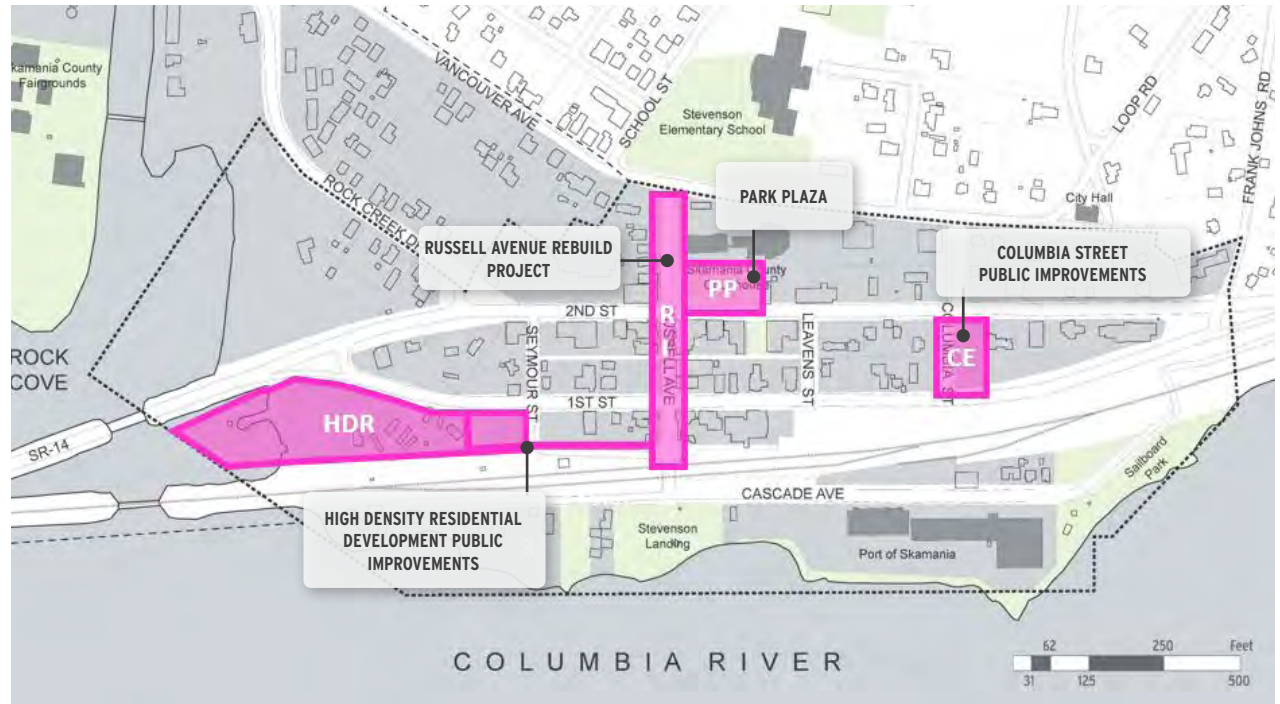 kamania County
Fairgrounds
VANCOUVER AVE
SCHOOL ST
Stevenson
Elementary School
LOOP RD
FRANK JOHNS RD
City Hall
ROCK CREEK D
PARK PLAZA
RUSSELL AVENUE REBUILD
PROJECT
COLUMBIA STREET
PUBLIC IMPROVEMENTS
Skamania County
PP
2ND ST
SEYMOUR ST
LEAVENS ST
COLUMBIA ST
CE
ROCK
COVE
1ST ST
HDR
SR-14
CASCADE AVE
Sailboard
Park
HIGH DENSITY RESIDENTIAL
DEVELOPMENT PUBLIC
IMPROVEMENTS
Stevenson
Landing
Port of Skamania
COLUMBIA RIVER
62 250 Feet
31 125 500